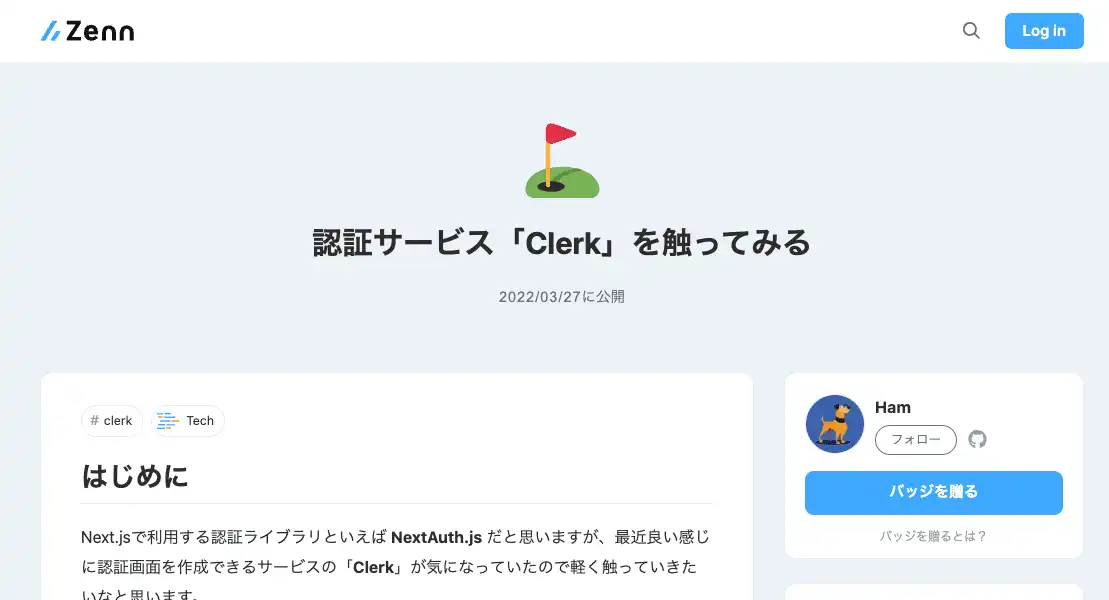 Zenn
Log in
認証サービス「Clerk」を触ってみる
2022/03/27に公開
# clerk
Tech
はじめに
Next.jsで利用する認証ライブラリといえば NextAuth.js だと思いますが、最近良い感じ
に認証画面を作成できるサービスの「Clerk」が気になっていたので軽く触っていきた
いなと思います。
Ham
フォロー
バッジを贈る
バッジを贈るとは？